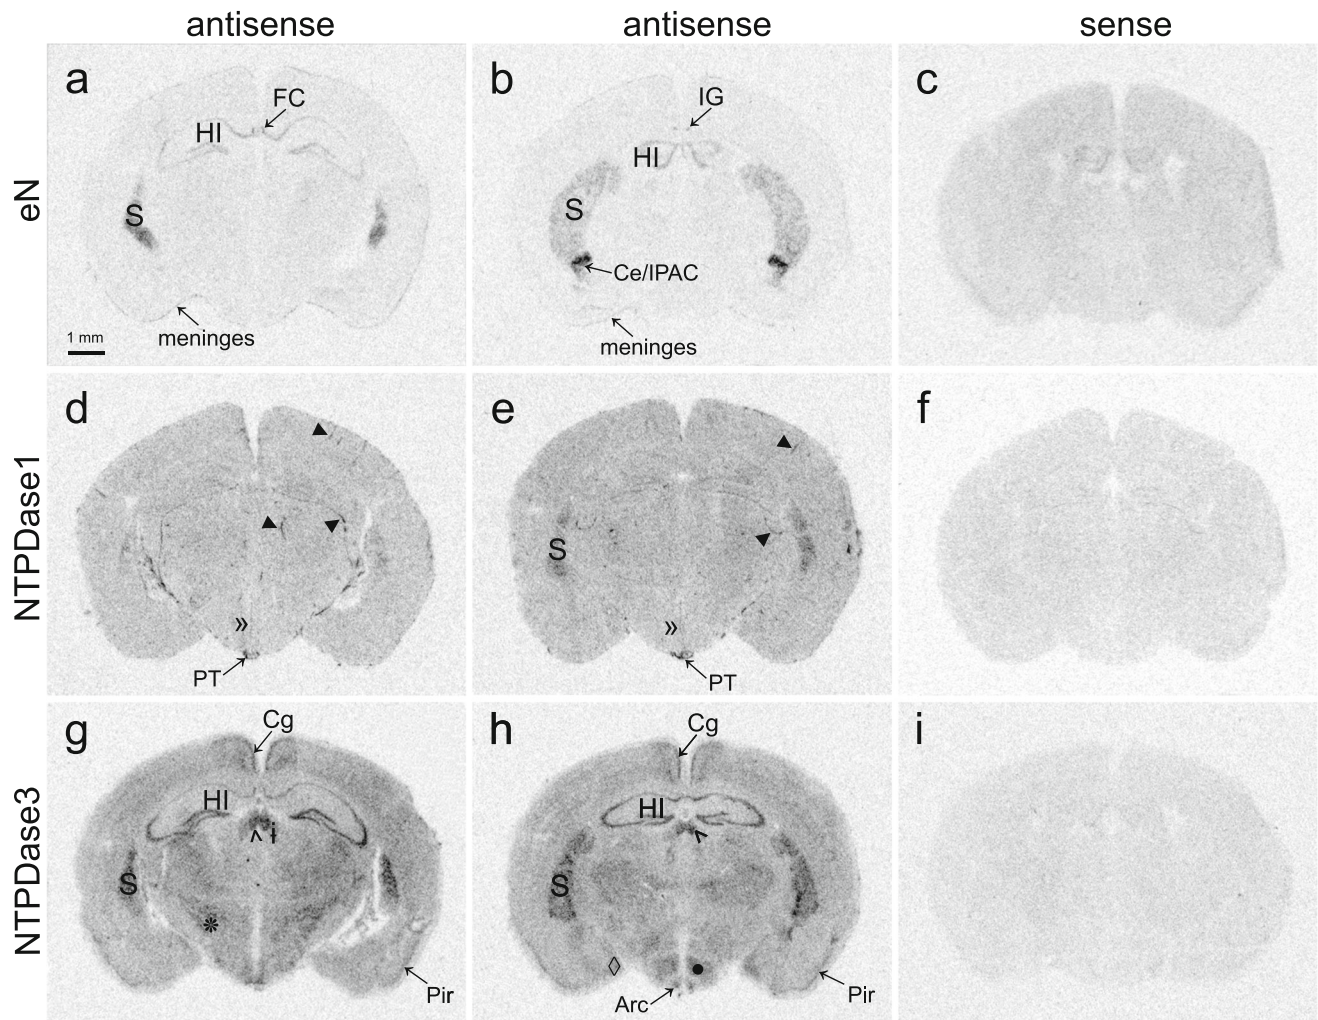 antisense
antisense
sense
eN
a
FC
HI
S
meninges
1 mm
b
IG
HI
S
Ce/IPAC
meninges
c
NTPDase1
d
»
PT
e
S
»
PT
f
NTPDase3
g
Cg
HI
^ i
S
*
Pir
h
Cg
HI
<
S
◊
●
Arc
Pir
i